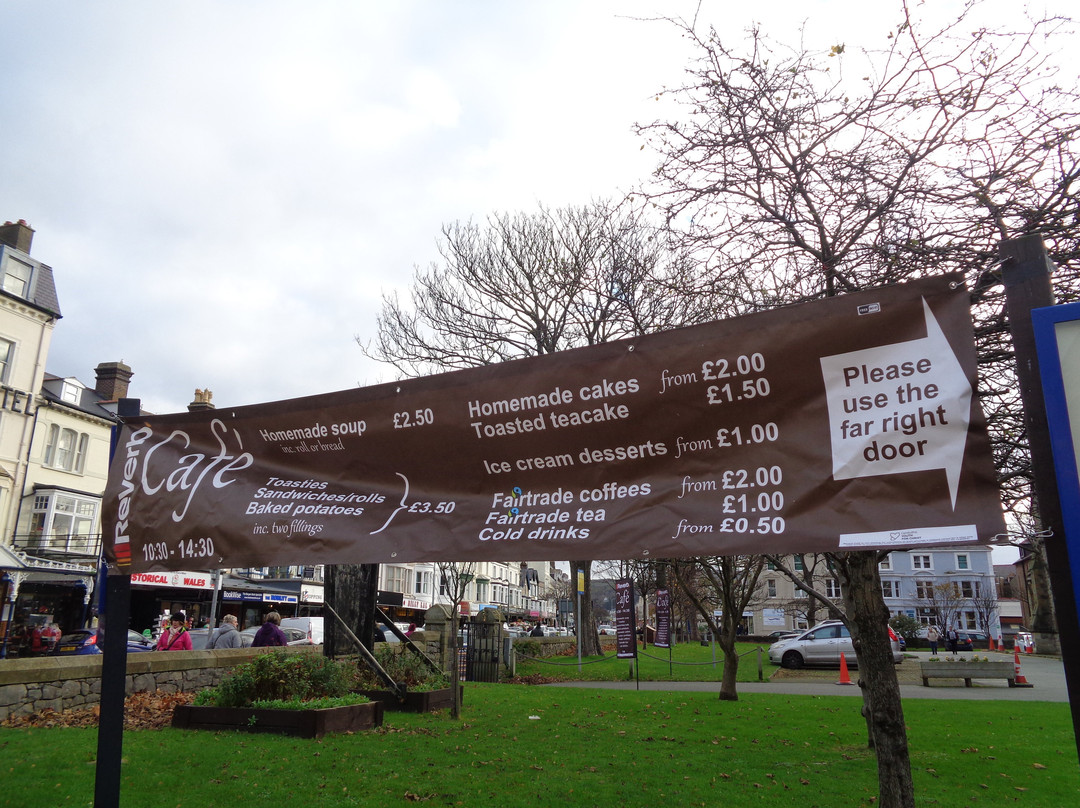 Reverb
Café
10:30 - 14:30
Homemade soup £2.50
inc. roll or bread
Toasties
Sandwiches/rolls
Baked potatoes
£3.50
inc. two fillings
Homemade cakes from £2.00
Toasted teacake £1.50
Ice cream desserts from £1.00
Fairtrade coffees from £2.00
Fairtrade tea £1.00
Cold drinks from £0.50
Please
use the
far right
door
WALES
Café